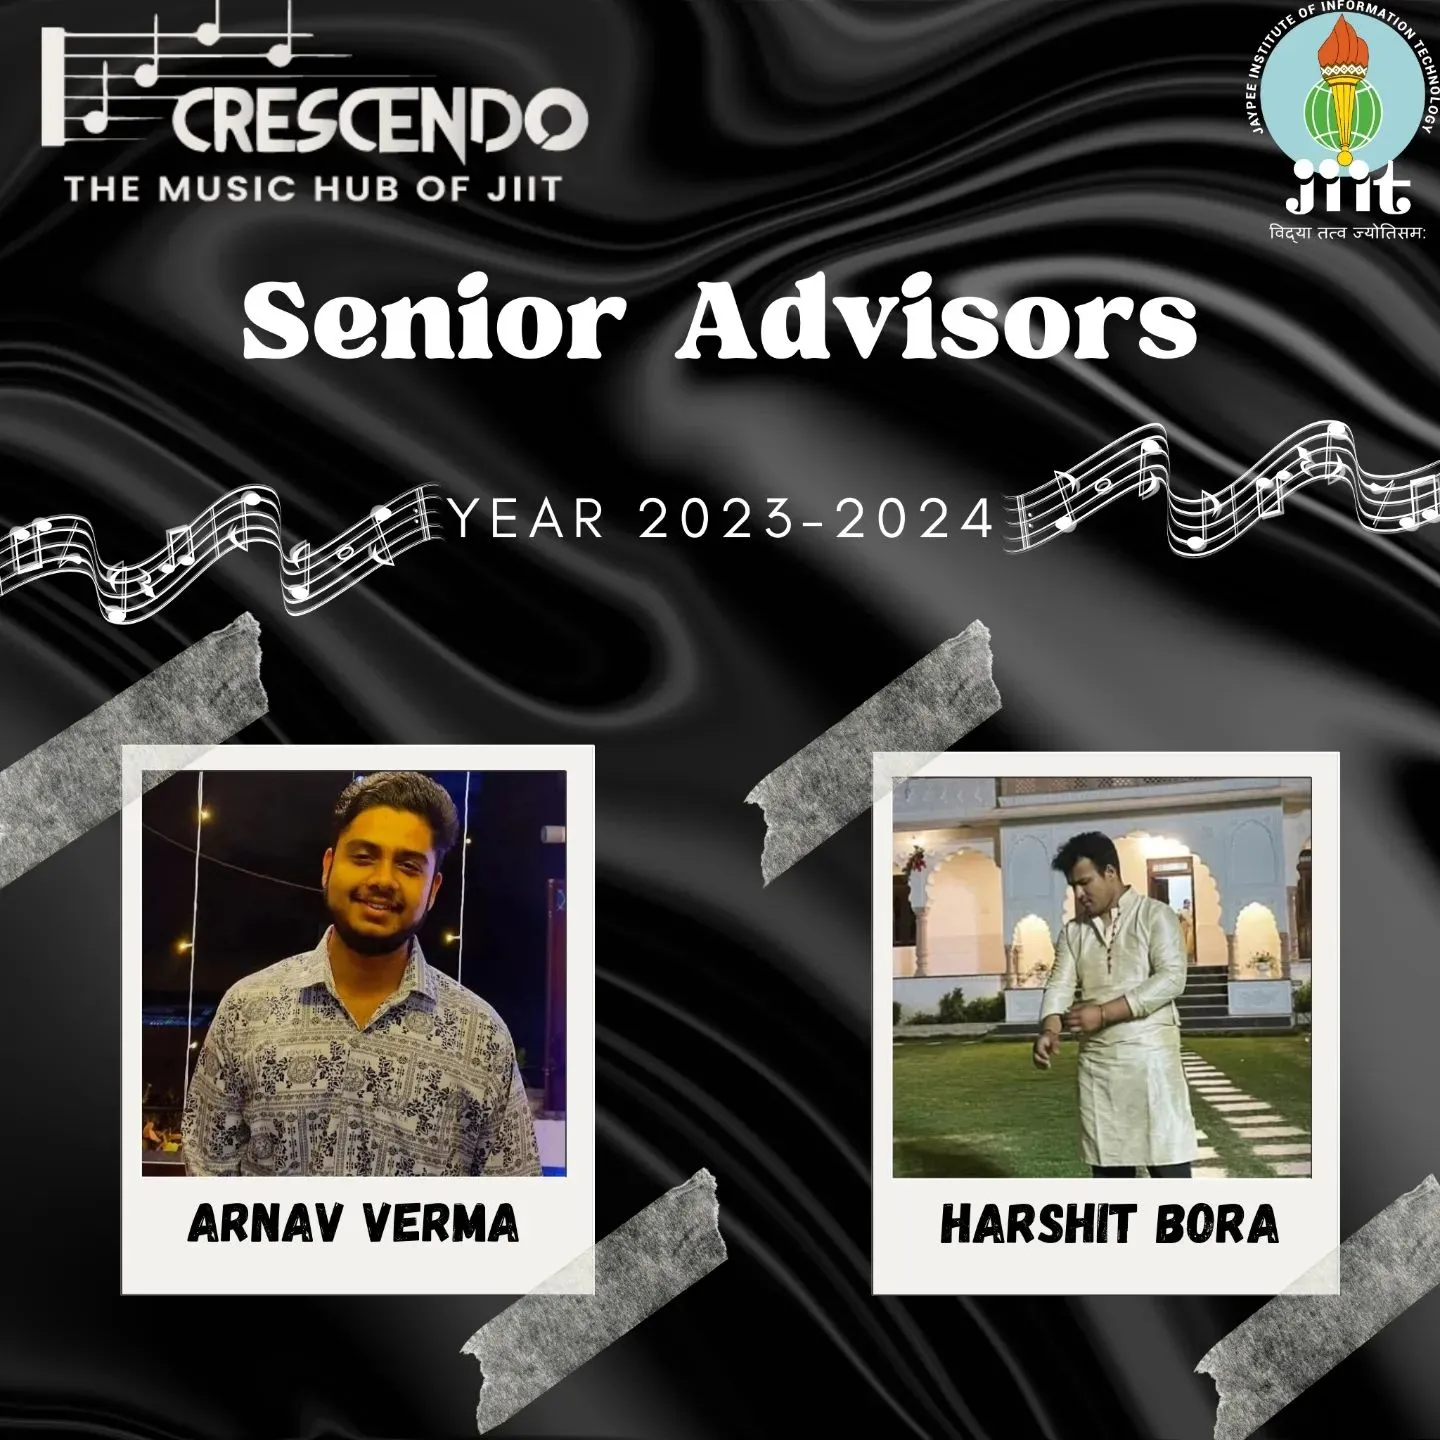 CRESCENDO
THE MUSIC HUB OF JIIT
JAYPEE INSTITUTE OF INFORMATION TECHNOLOGY
jiit
विद्या तत्व ज्योतिसम:
Senior Advisors
YEAR 2023-2024
ARNAV VERMA
HARSHIT BORA